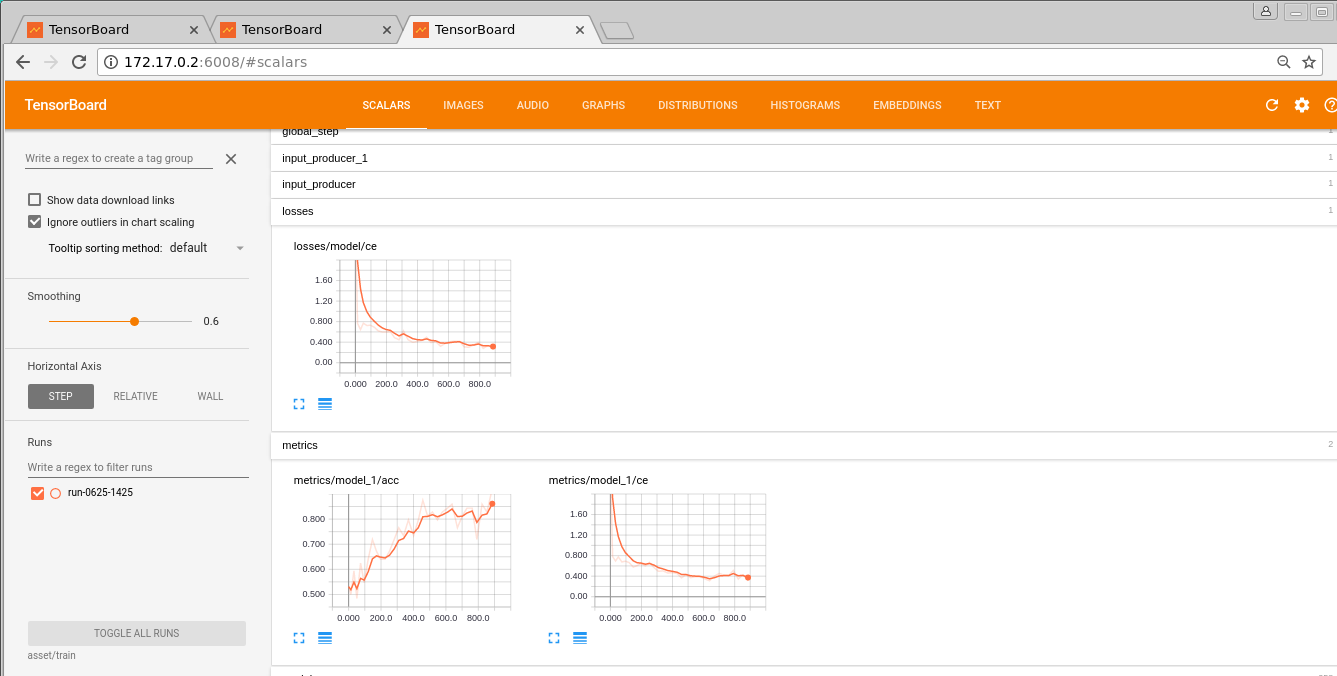 TensorBoard TensorBoard TensorBoard
172.17.0.2:6008/#scalars
TensorBoard SCALARS IMAGES AUDIO GRAPHS DISTRIBUTIONS HISTOGRAMS EMBEDDINGS TEXT
Write a regex to create a tag group
Show data download links
Ignore outliers in chart scaling
Tooltip sorting method: default
Smoothing
0.6
Horizontal Axis
STEP RELATIVE WALL
Runs
Write a regex to filter runs
run-0625-1425
TOGGLE ALL RUNS
asset/train
global_step 1
input_producer_1 1
input_producer 1
losses 1
losses/model/ce
1.60
1.20
0.800
0.400
0.00
0.000 200.0 400.0 600.0 800.0
metrics 2
metrics/model_1/acc
0.800
0.700
0.600
0.500
0.000 200.0 400.0 600.0 800.0
metrics/model_1/ce
1.60
1.20
0.800
0.400
0.00
0.000 200.0 400.0 600.0 800.0